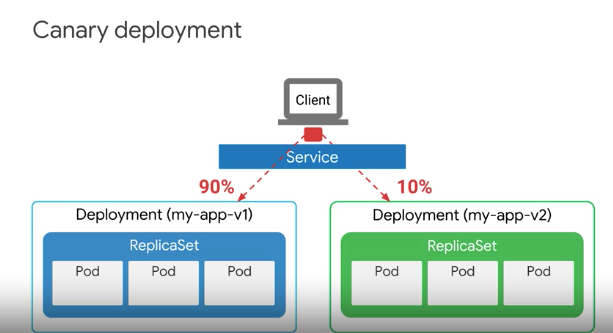 Canary deployment
Client
Service
90%
10%
Deployment (my-app-v1)
Deployment (my-app-v2)
ReplicaSet
ReplicaSet
Pod Pod Pod
Pod Pod Pod